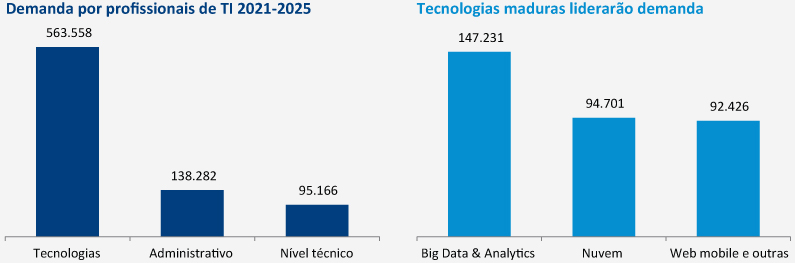 Demanda por profissionais de TI 2021-2025
563.558
138.282
95.166
Tecnologias
Administrativo
Nível técnico
Tecnologias maduras liderarão demanda
147.231
94.701
92.426
Big Data & Analytics
Nuvem
Web mobile e outras